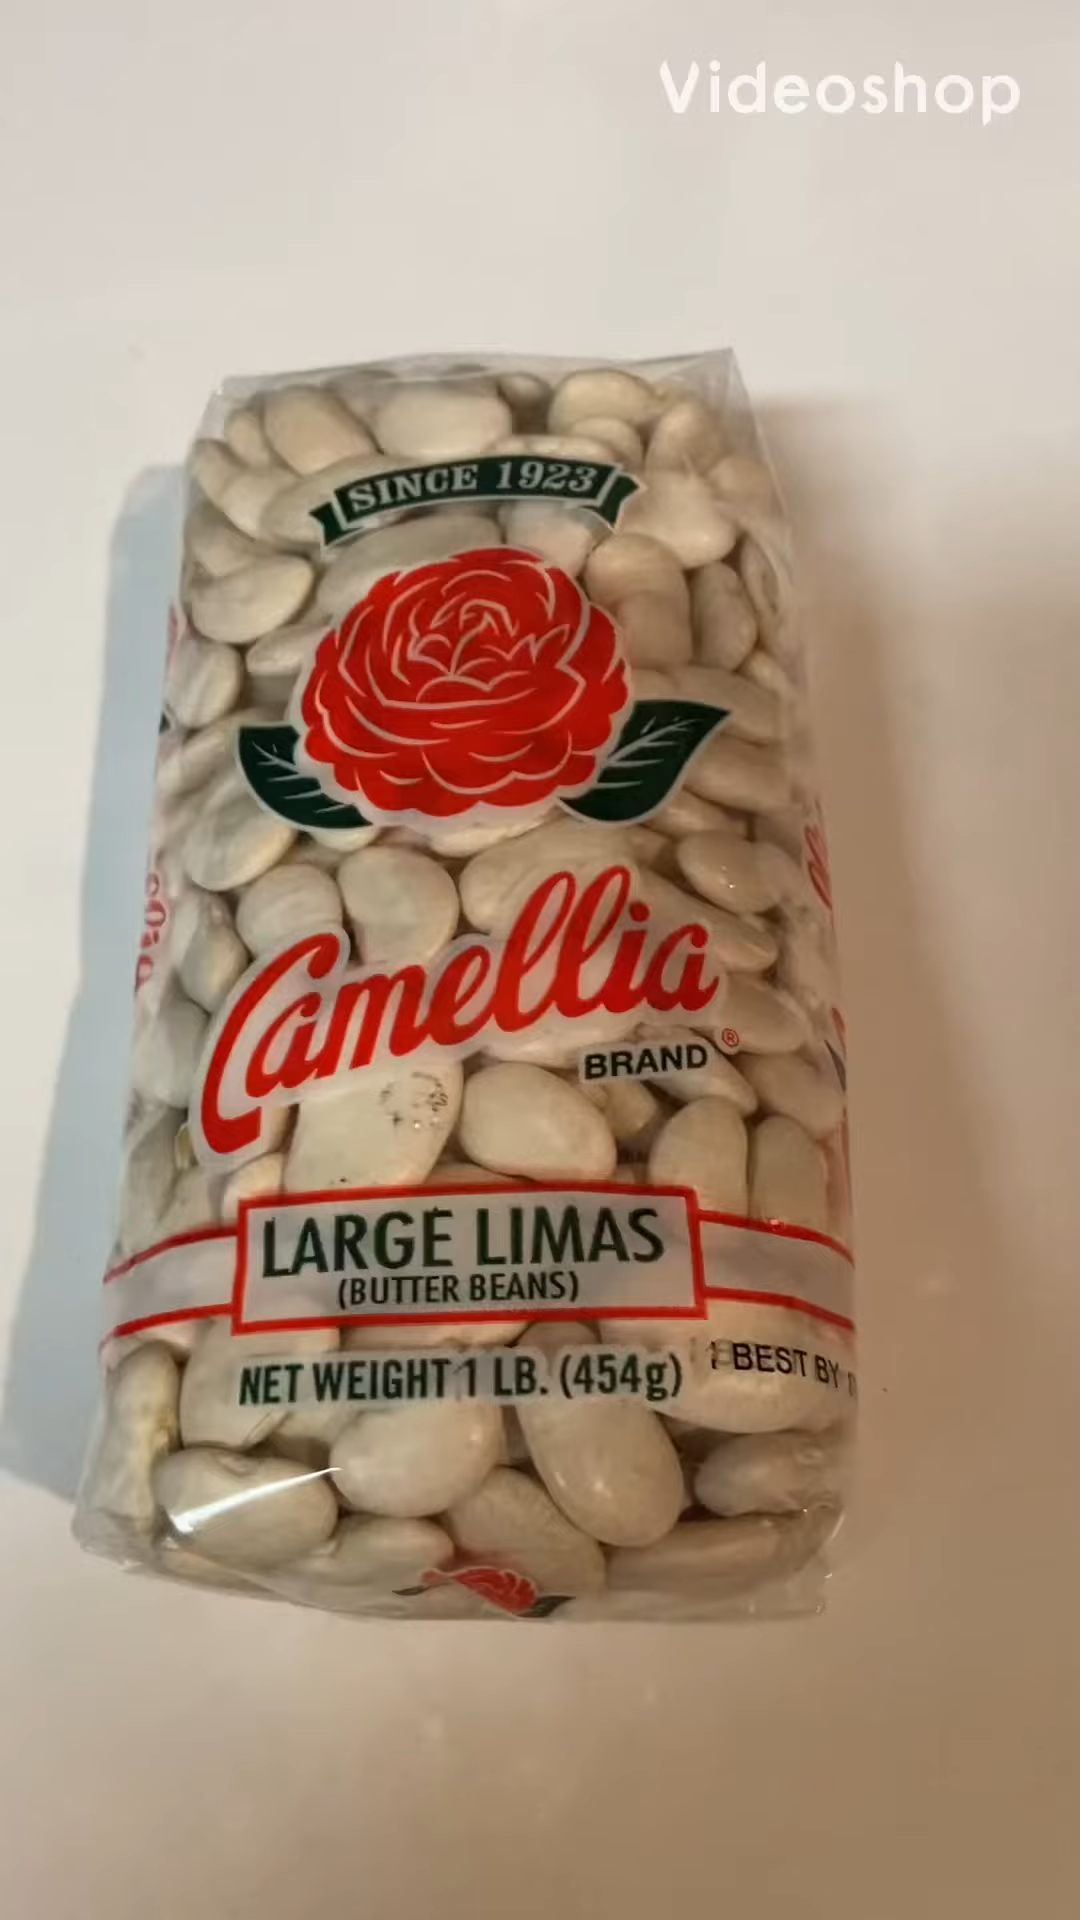 Videoshop
SINCE 1923
Camellia
BRAND®
LARGE LIMAS
(BUTTER BEANS)
NET WEIGHT 1 LB. (454g)
BEST BY